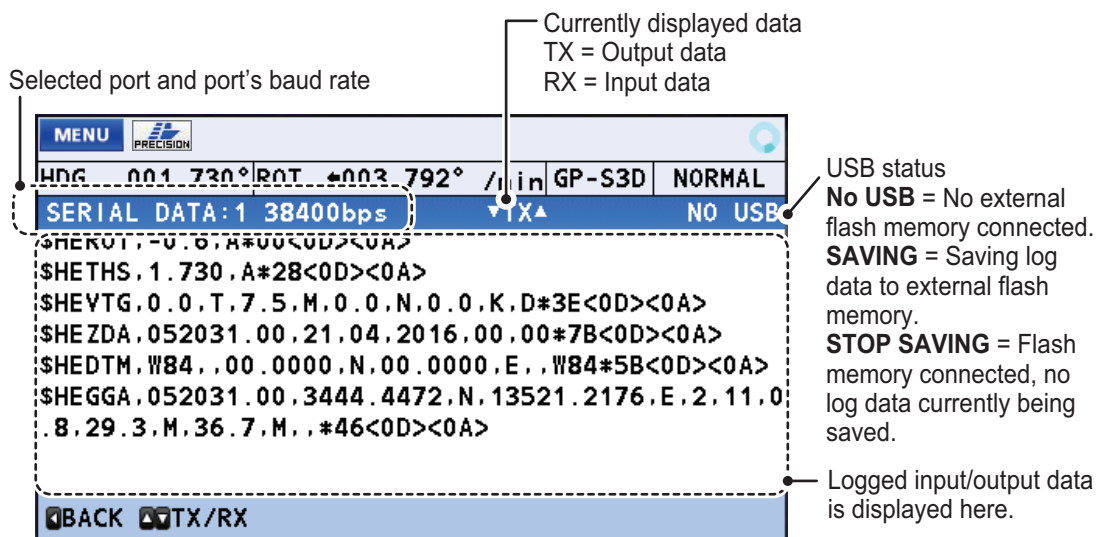 Currently displayed data
TX = Output data
RX = Input data
Selected port and port's baud rate
MENU PRECISION
HDG 001.730° ROT ←003.792° /min GP-S3D NORMAL
SERIAL DATA:1 38400bps ▼TX▲ NO USB
$HEROT,-0.6,A*00<0D><0A>
$HETHS,1.730,A*28<0D><0A>
$HEVTG,0.0,T,7.5,M,0.0,N,0.0,K,D*3E<0D><0A>
$HEZDA,052031.00,21,04,2016,00,00*7B<0D><0A>
$HEDTM,W84,,00.0000,N,00.0000,E,,W84*5B<0D><0A>
$HEGGA,052031.00,3444.4472,N,13521.2176,E,2,11,0
.8,29.3,M,36.7,M,,*46<0D><0A>
◀BACK ▲▼TX/RX
USB status
No USB = No external
flash memory connected.
SAVING = Saving log
data to external flash
memory.
STOP SAVING = Flash
memory connected, no
log data currently being
saved.
Logged input/output data
is displayed here.